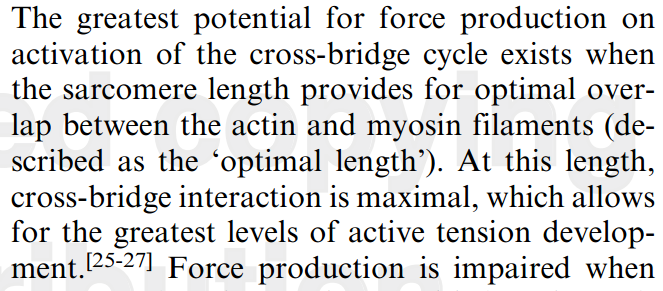 The greatest potential for force production on
activation of the cross-bridge cycle exists when
the sarcomere length provides for optimal over-
lap between the actin and myosin filaments (de-
scribed as the ‘optimal length’). At this length,
cross-bridge interaction is maximal, which allows
for the greatest levels of active tension develop-
ment.[25-27] Force production is impaired when